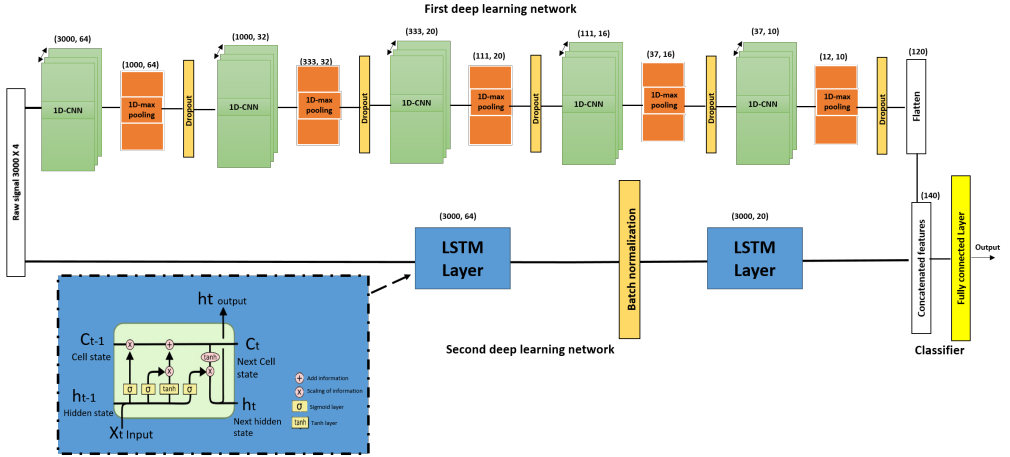 First deep learning network
(3000, 64)
1D-CNN
(1000, 64)
1D-max
pooling
Dropout
(1000, 32)
1D-CNN
(333, 32)
1D-max
pooling
Dropout
(333, 20)
1D-CNN
(111, 20)
1D-max
pooling
Dropout
(111, 16)
1D-CNN
(37, 16)
1D-max
pooling
Dropout
(37, 10)
1D-CNN
(12, 10)
1D-max
pooling
Dropout
(120)
Flatten
Raw signal 3000 X 4
(3000, 64)
LSTM
Layer
Batch normalization
(3000, 20)
LSTM
Layer
(140)
Concatenated features
Fully connected Layer
Output
Second deep learning network
Classifier
ht output
Ct-1
Cell state
Ct
Next Cell
state
ht-1
Hidden state
ht
Next hidden
state
Xt Input
x
+
tanh
x
x
σ
σ
tanh
σ
+ Add information
x Scaling of information
σ Sigmoid layer
tanh Tanh layer